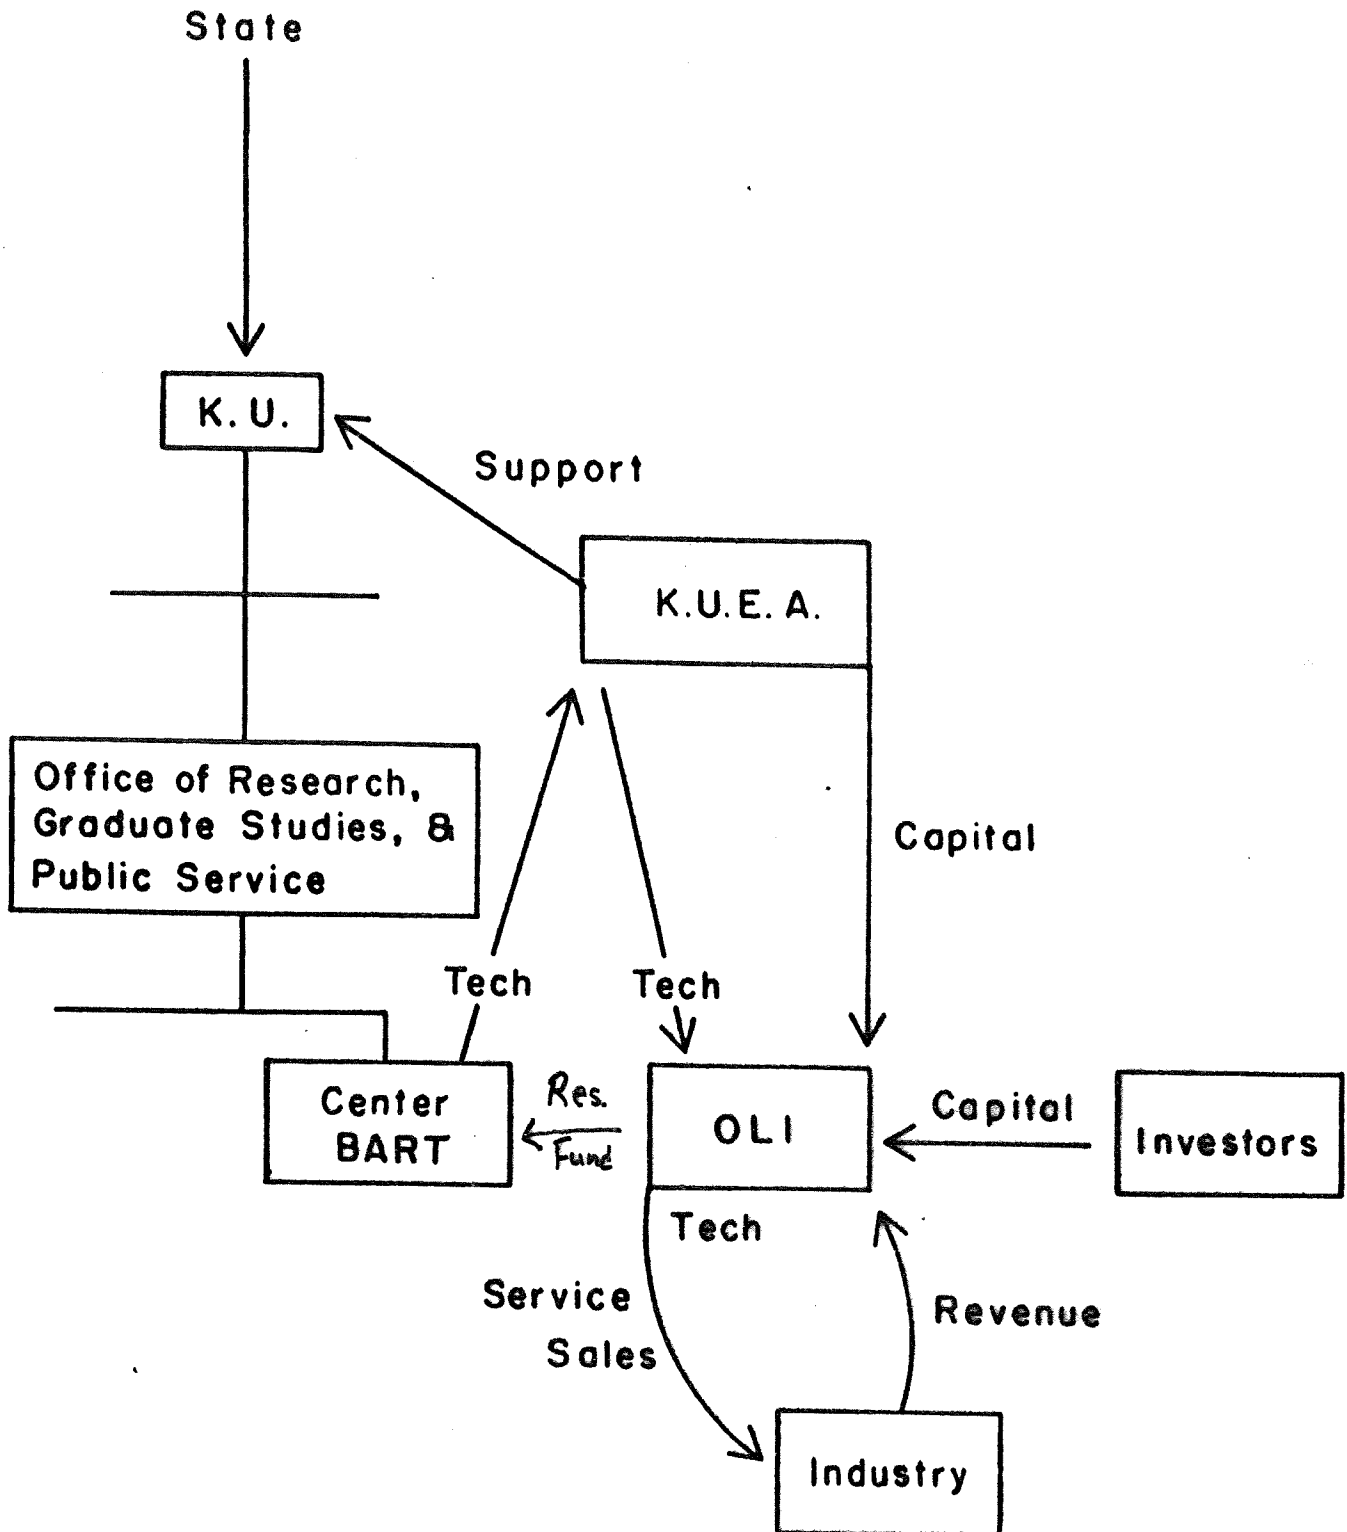 State
K. U.
Support
K.U.E.A.
Office of Research,
Graduate Studies, &
Public Service
Capital
Tech
Tech
Center
BART
Res.
Fund
OLI
Capital
Investors
Tech
Service
Sales
Revenue
Industry